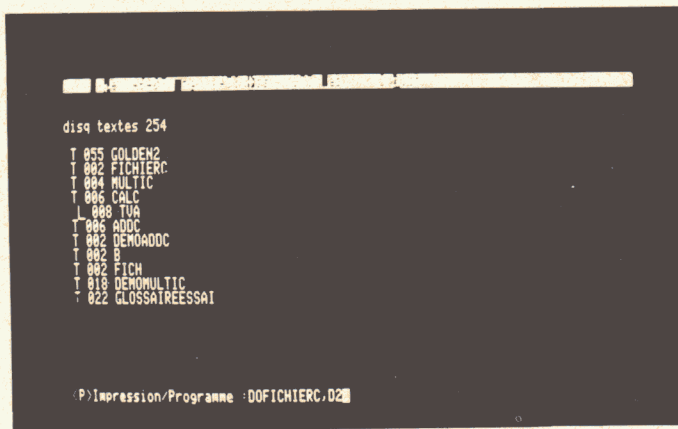 disq textes 254
T 055 GOLDEN2
T 002 FICHIERC
T 004 MULTIC
T 006 CALC
T 008 TVA
T 006 ADDC
T 002 DEMOADDC
T 002 B
T 002 FICH
T 018 DEMOMULTIC
T 022 GLOSSAIREESSAI
(P)Impression/Programme :DOFICHIERC,D2